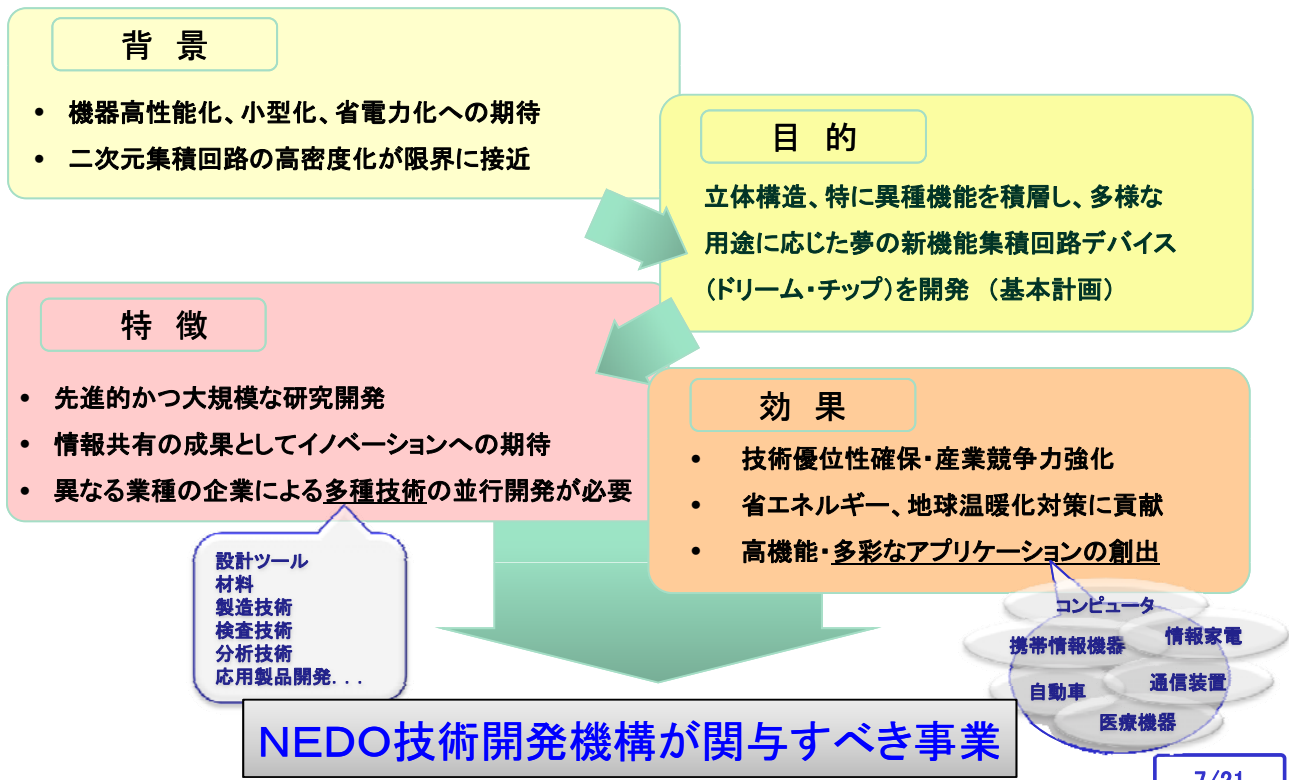 背 景
• 機器高性能化、小型化、省電力化への期待
• 二次元集積回路の高密度化が限界に接近
目 的
立体構造、特に異種機能を積層し、多様な
用途に応じた夢の新機能集積回路デバイス
(ドリーム・チップ)を開発 (基本計画)
特 徴
• 先進的かつ大規模な研究開発
• 情報共有の成果としてイノベーションへの期待
• 異なる業種の企業による多種技術の並行開発が必要
設計ツール
材料
製造技術
検査技術
分析技術
応用製品開発...
効 果
• 技術優位性確保・産業競争力強化
• 省エネルギー、地球温暖化対策に貢献
• 高機能・多彩なアプリケーションの創出
コンピュータ
携帯情報機器
情報家電
自動車
通信装置
医療機器
NEDO技術開発機構が関与すべき事業
7/21